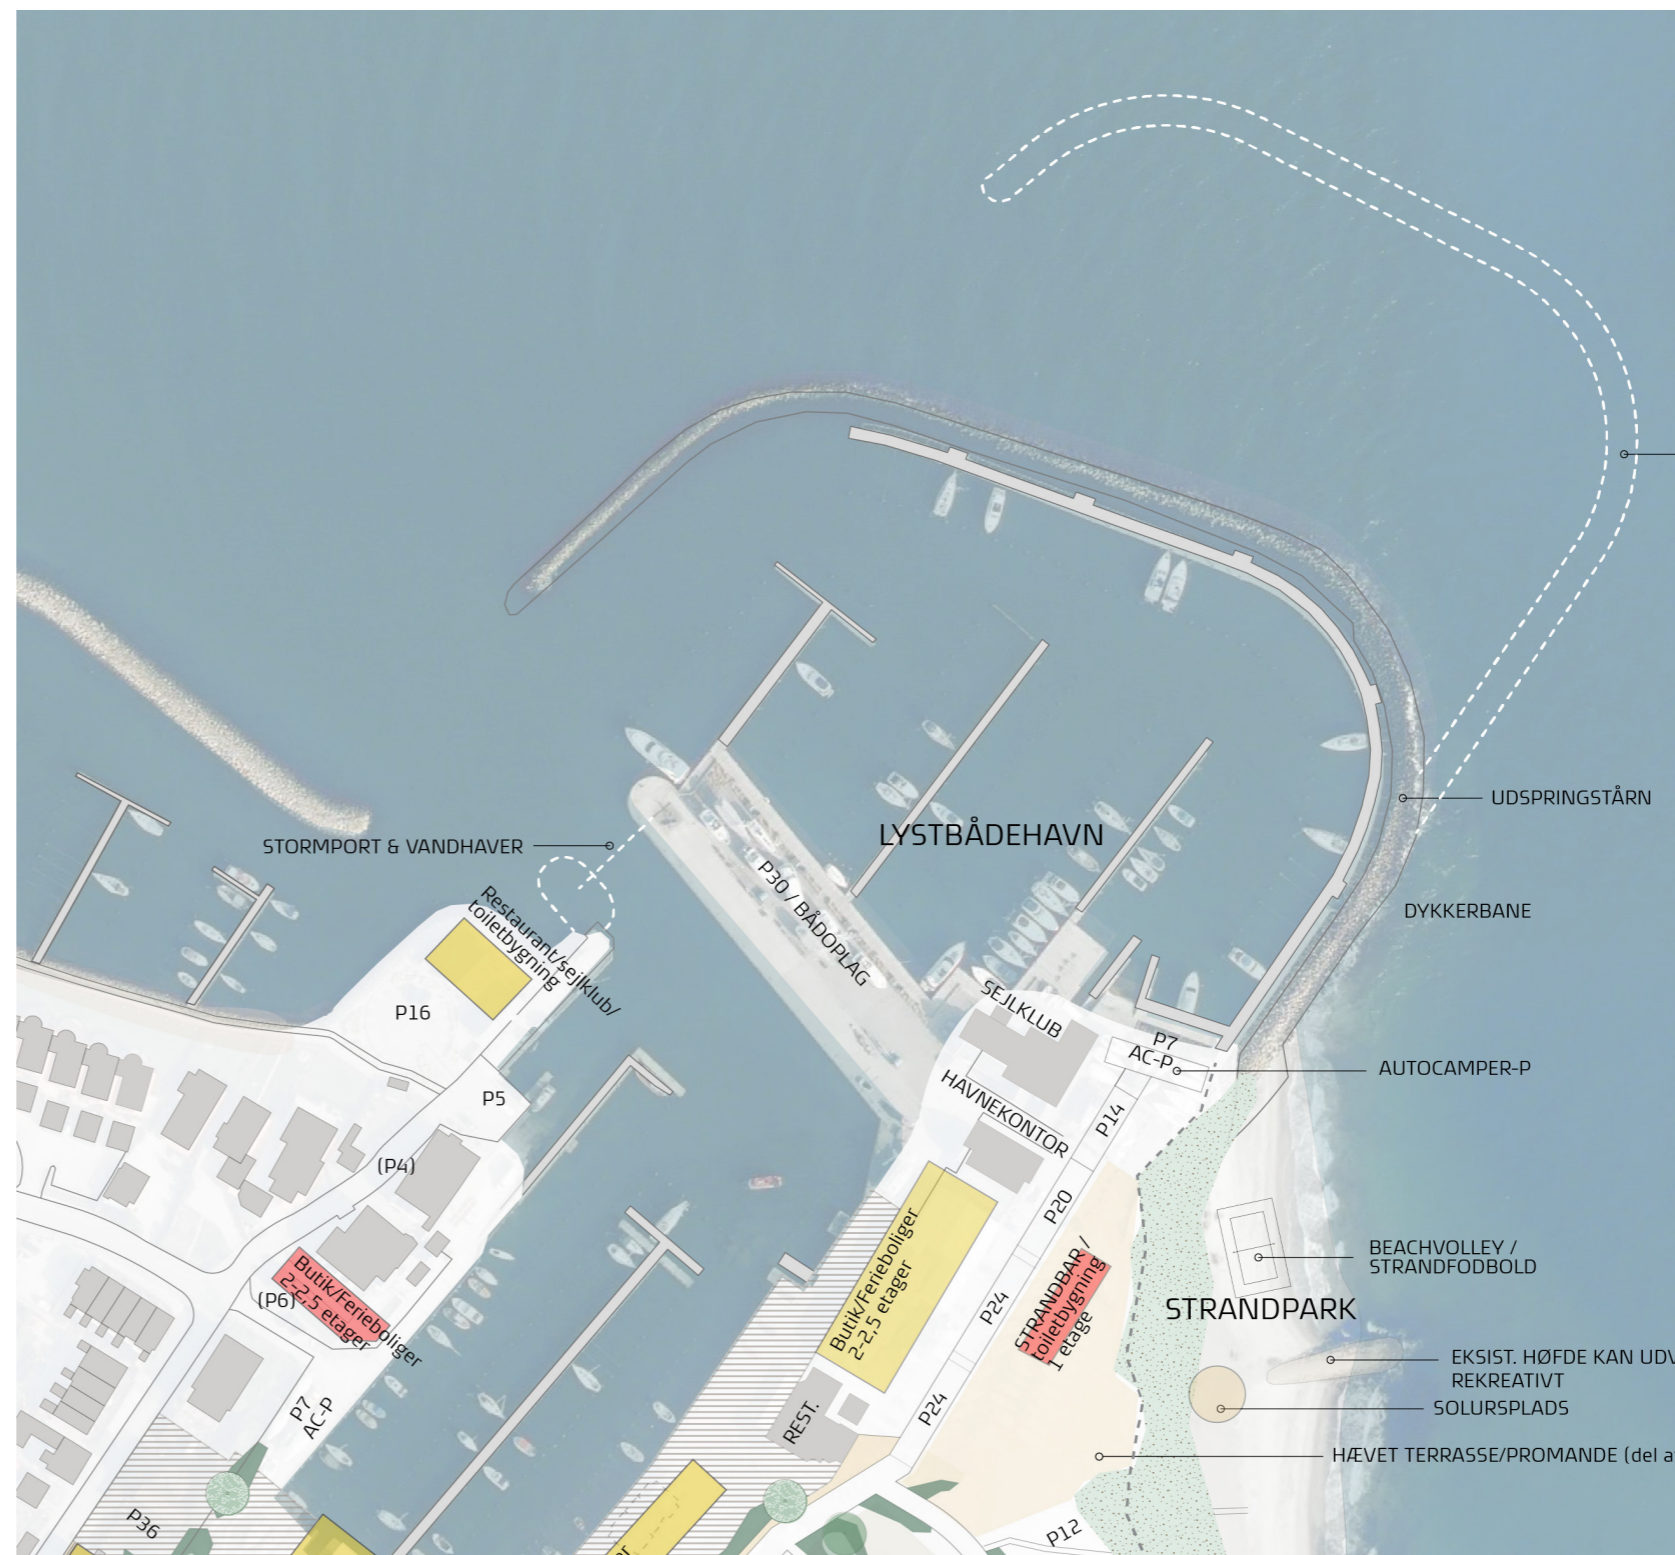 LYSTBÅDEHAVN
UDSPRINGSTÅRN
STORMPORT & VANDHAVER
P30 / BÅDOPLAG
Restaurant/sejlklub/
toiletbygning
DYKKERBANE
P16
SEJLKLUB
P7
AC-P
AUTOCAMPER-P
P5
HAVNEKONTOR
P14
(P4)
P20
Butik/Ferieboliger
2-2,5 etager
STRANDBAR /
toiletbygning
1 etage
BEACHVOLLEY /
STRANDFODBOLD
STRANDPARK
Butik/Ferieboliger
2-2,5 etager
(P6)
P24
EKSIST. HØFDE KAN UDV
REKREATIVT
SOLURSPLADS
P7
AC-P
REST.
P24
HÆVET TERRASSE/PROMANDE (del a
P36
P12